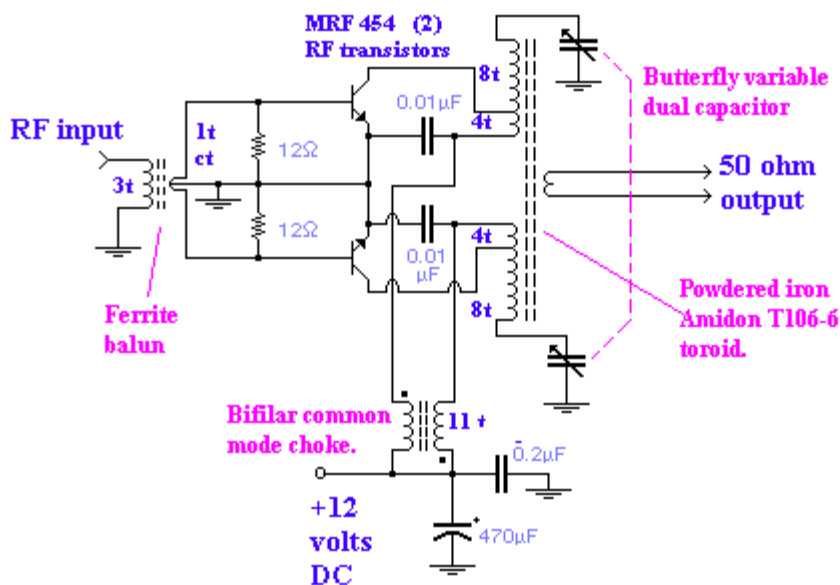 MRF 454 (2)
RF transistors
8t
0.01µF
4t
Butterfly variable
dual capacitor
RF input
1t
ct
12Ω
3t
50 ohm
output
12Ω
0.01
µF
4t
8t
Ferrite
balun
Powdered iron
Amidon T106-6
toroid.
Bifilar common
mode choke.
11 t
0.2µF
+12
volts
DC
+
470µF